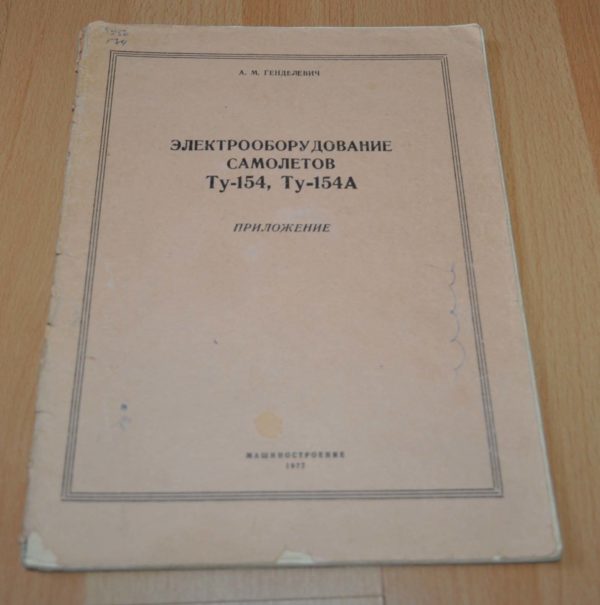 А. М. ГЕНДЕЛЕВИЧ
ЭЛЕКТРООБОРУДОВАНИЕ
САМОЛЕТОВ
Ту-154, Ту-154А
ПРИЛОЖЕНИЕ
МАШИНОСТРОЕНИЕ
1977